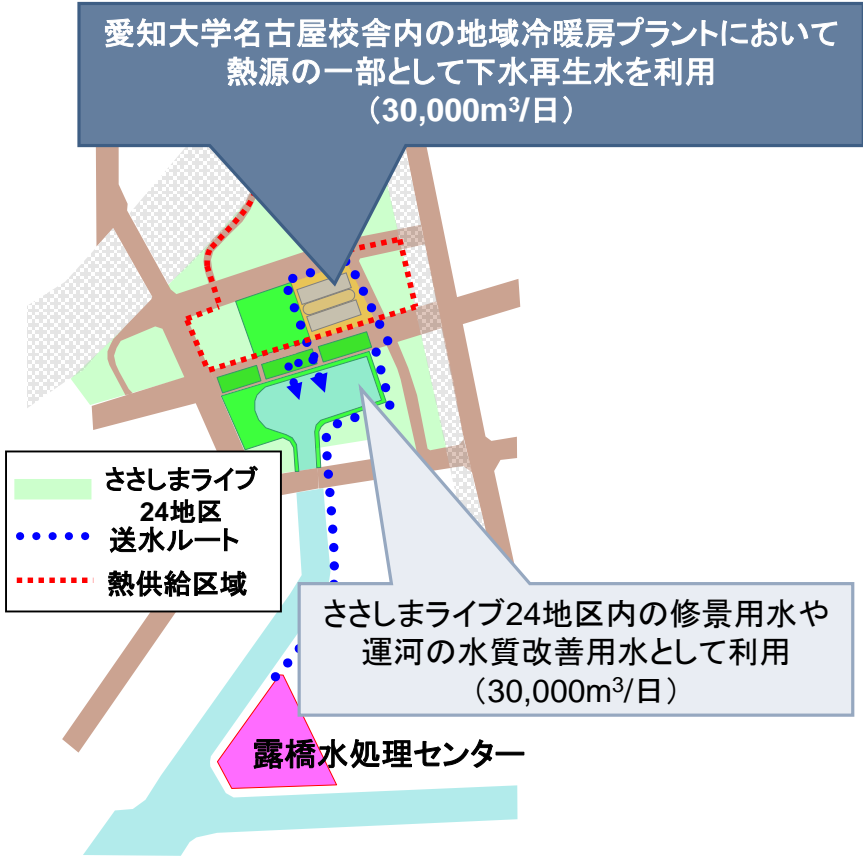 愛知大学名古屋校舎内の地域冷暖房プラントにおいて
熱源の一部として下水再生水を利用
（30,000m³/日）
ささしまライブ
24地区
送水ルート
熱供給区域
ささしまライブ24地区内の修景用水や
運河の水質改善用水として利用
（30,000m³/日）
露橋水処理センター